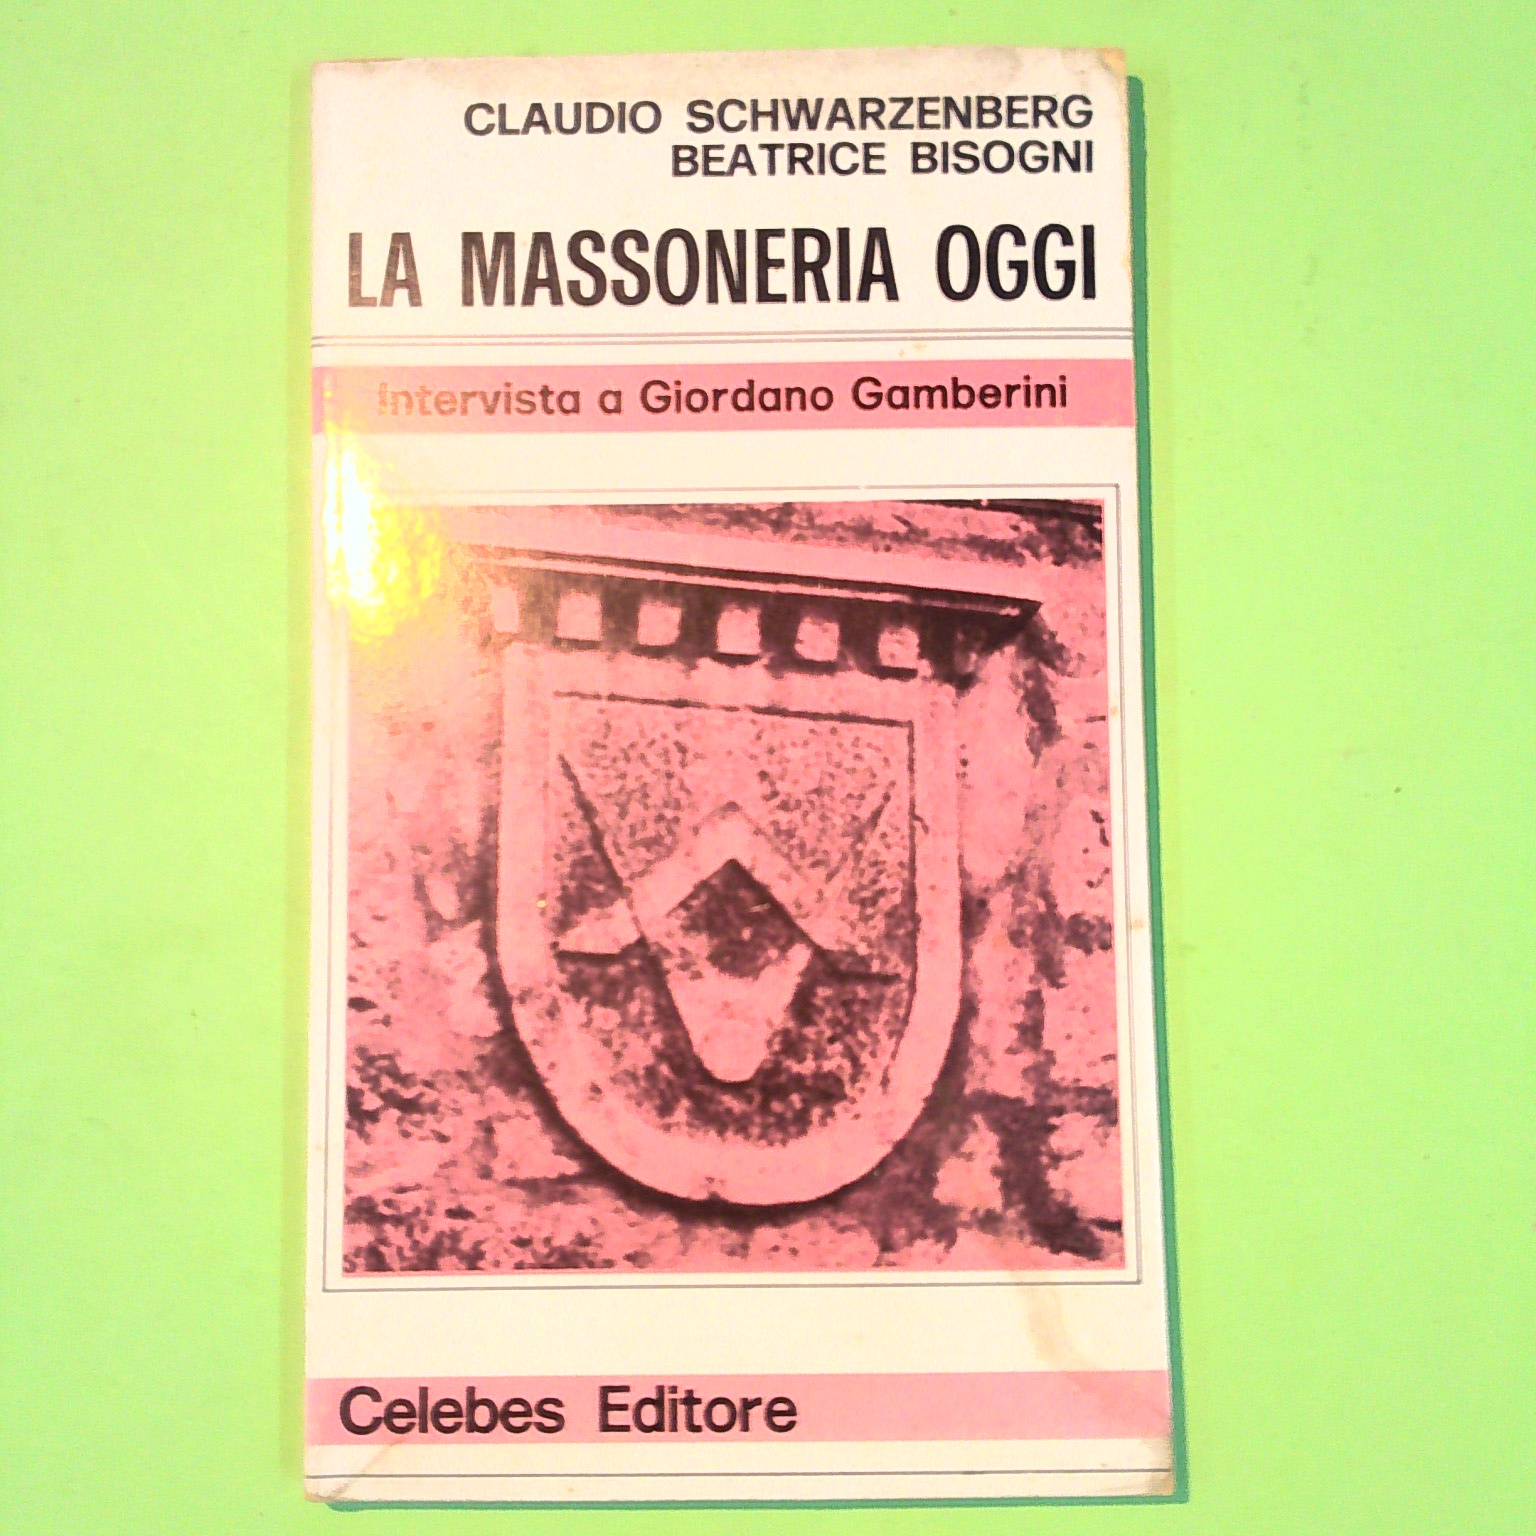 CLAUDIO SCHWARZENBERG
BEATRICE BISOGNI
LA MASSONERIA OGGI
Intervista a Giordano Gamberini
Celebes Editore